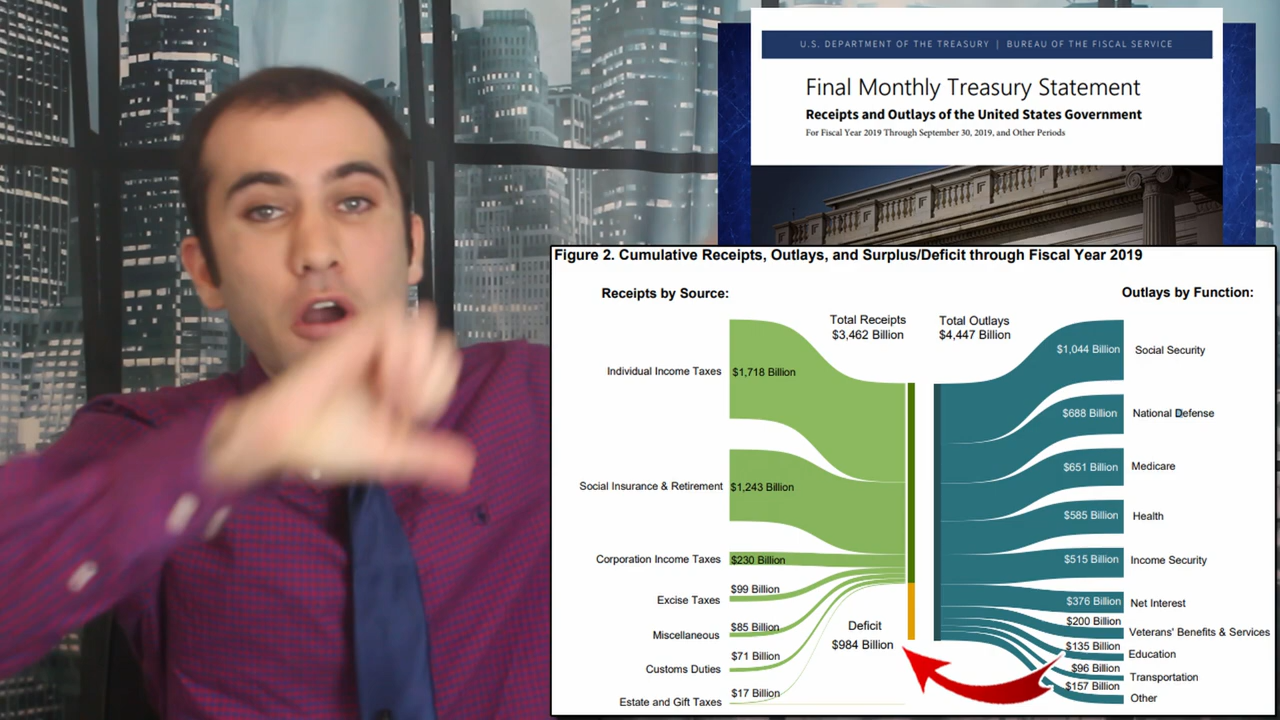 U.S. DEPARTMENT OF THE TREASURY | BUREAU OF THE FISCAL SERVICE
Final Monthly Treasury Statement
Receipts and Outlays of the United States Government
For Fiscal Year 2019 Through September 30, 2019, and Other Periods
Figure 2. Cumulative Receipts, Outlays, and Surplus/Deficit through Fiscal Year 2019
Receipts by Source:
Outlays by Function:
Total Receipts
$3,462 Billion
Total Outlays
$4,447 Billion
Individual Income Taxes $1,718 Billion
Social Insurance & Retirement $1,243 Billion
Corporation Income Taxes $230 Billion
$99 Billion
Excise Taxes
$85 Billion
Miscellaneous
$71 Billion
Customs Duties
$17 Billion
Estate and Gift Taxes
Deficit
$984 Billion
$1,044 Billion Social Security
$688 Billion National Defense
$651 Billion Medicare
$585 Billion Health
$515 Billion Income Security
$376 Billion Net Interest
$200 Billion
Veterans' Benefits & Services
$135 Billion
Education
$96 Billion
Transportation
$157 Billion
Other